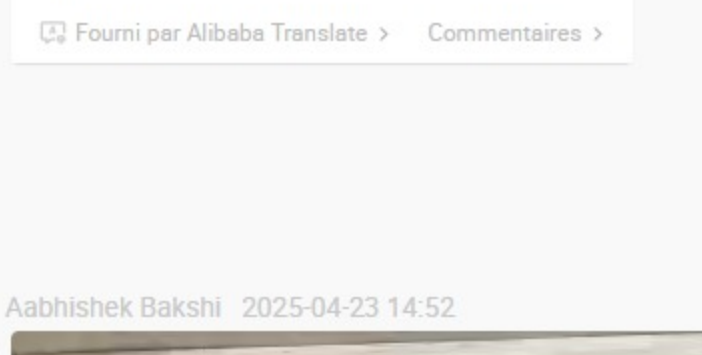 Fourni par Alibaba Translate > Commentaires >
Aabhishek Bakshi 2025-04-23 14:52